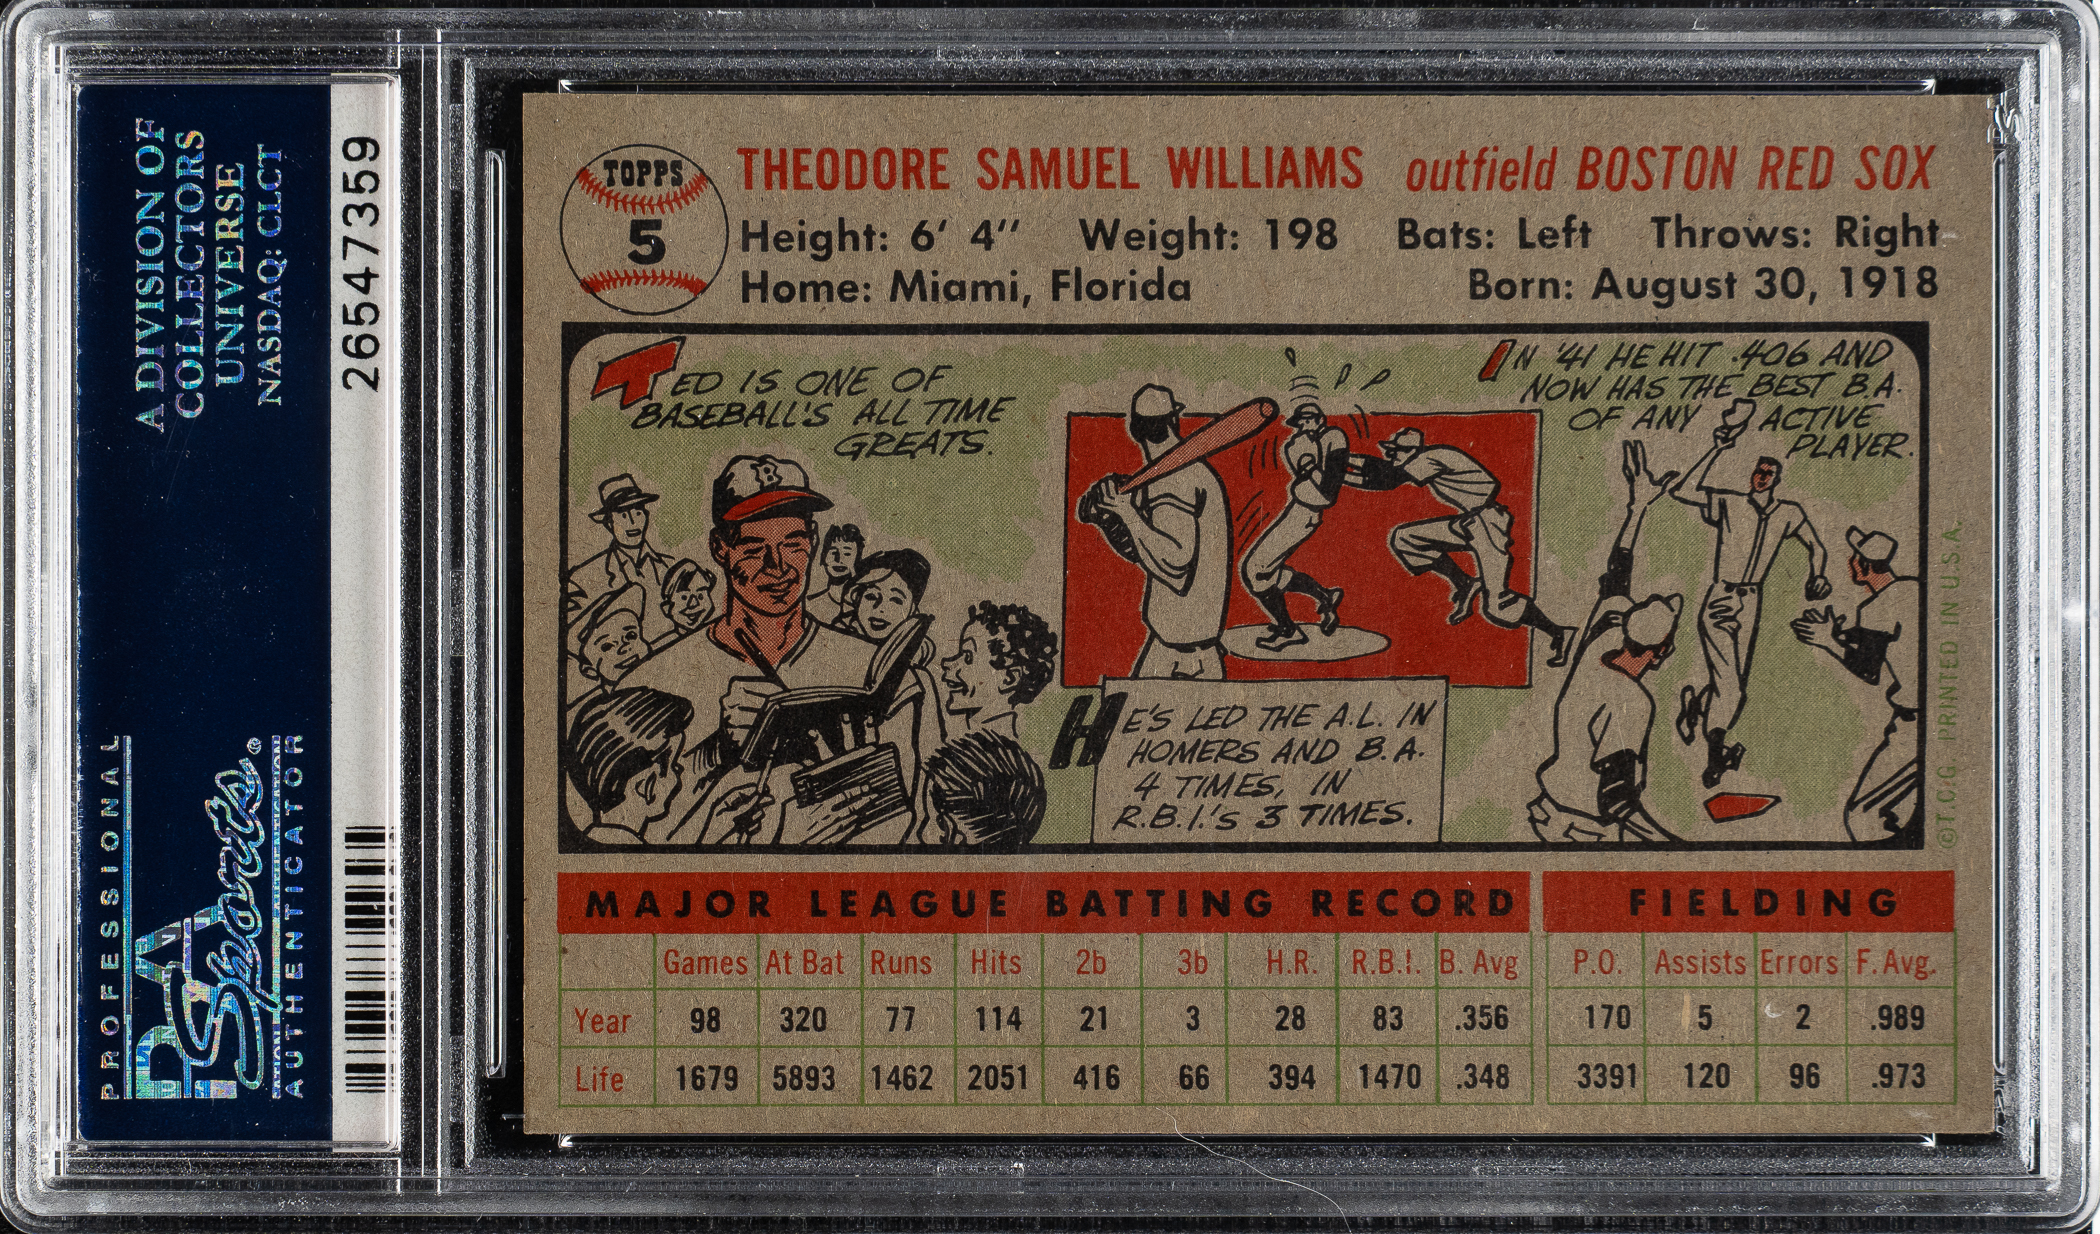 A DIVISION OF
COLLECTORS
UNIVERSE
NASDAQ: CLCT
PROFESSIONAL
PSA
Sports®
AUTHENTICATOR
26547359
TOPPS
5
THEODORE SAMUEL WILLIAMS outfield BOSTON RED SOX
Height: 6' 4" Weight: 198 Bats: Left Throws: Right
Home: Miami, Florida Born: August 30, 1918
TED IS ONE OF
BASEBALL'S ALL TIME
GREATS.
B
HE'S LED THE A.L. IN
HOMERS AND B.A.
4 TIMES, IN
R.B.I.'S 3 TIMES.
IN '41 HE HIT .406 AND
NOW HAS THE BEST B.A.
OF ANY ACTIVE
PLAYER.
©T.C.G. PRINTED IN U.S.A.
MAJOR LEAGUE BATTING RECORD FIELDING
Games At Bat Runs Hits 2b 3b H.R. R.B.I. B. Avg P.O. Assists Errors F. Avg.
Year 98 320 77 114 21 3 28 83 .356 170 5 2 .989
Life 1679 5893 1462 2051 416 66 394 1470 .348 3391 120 96 .973